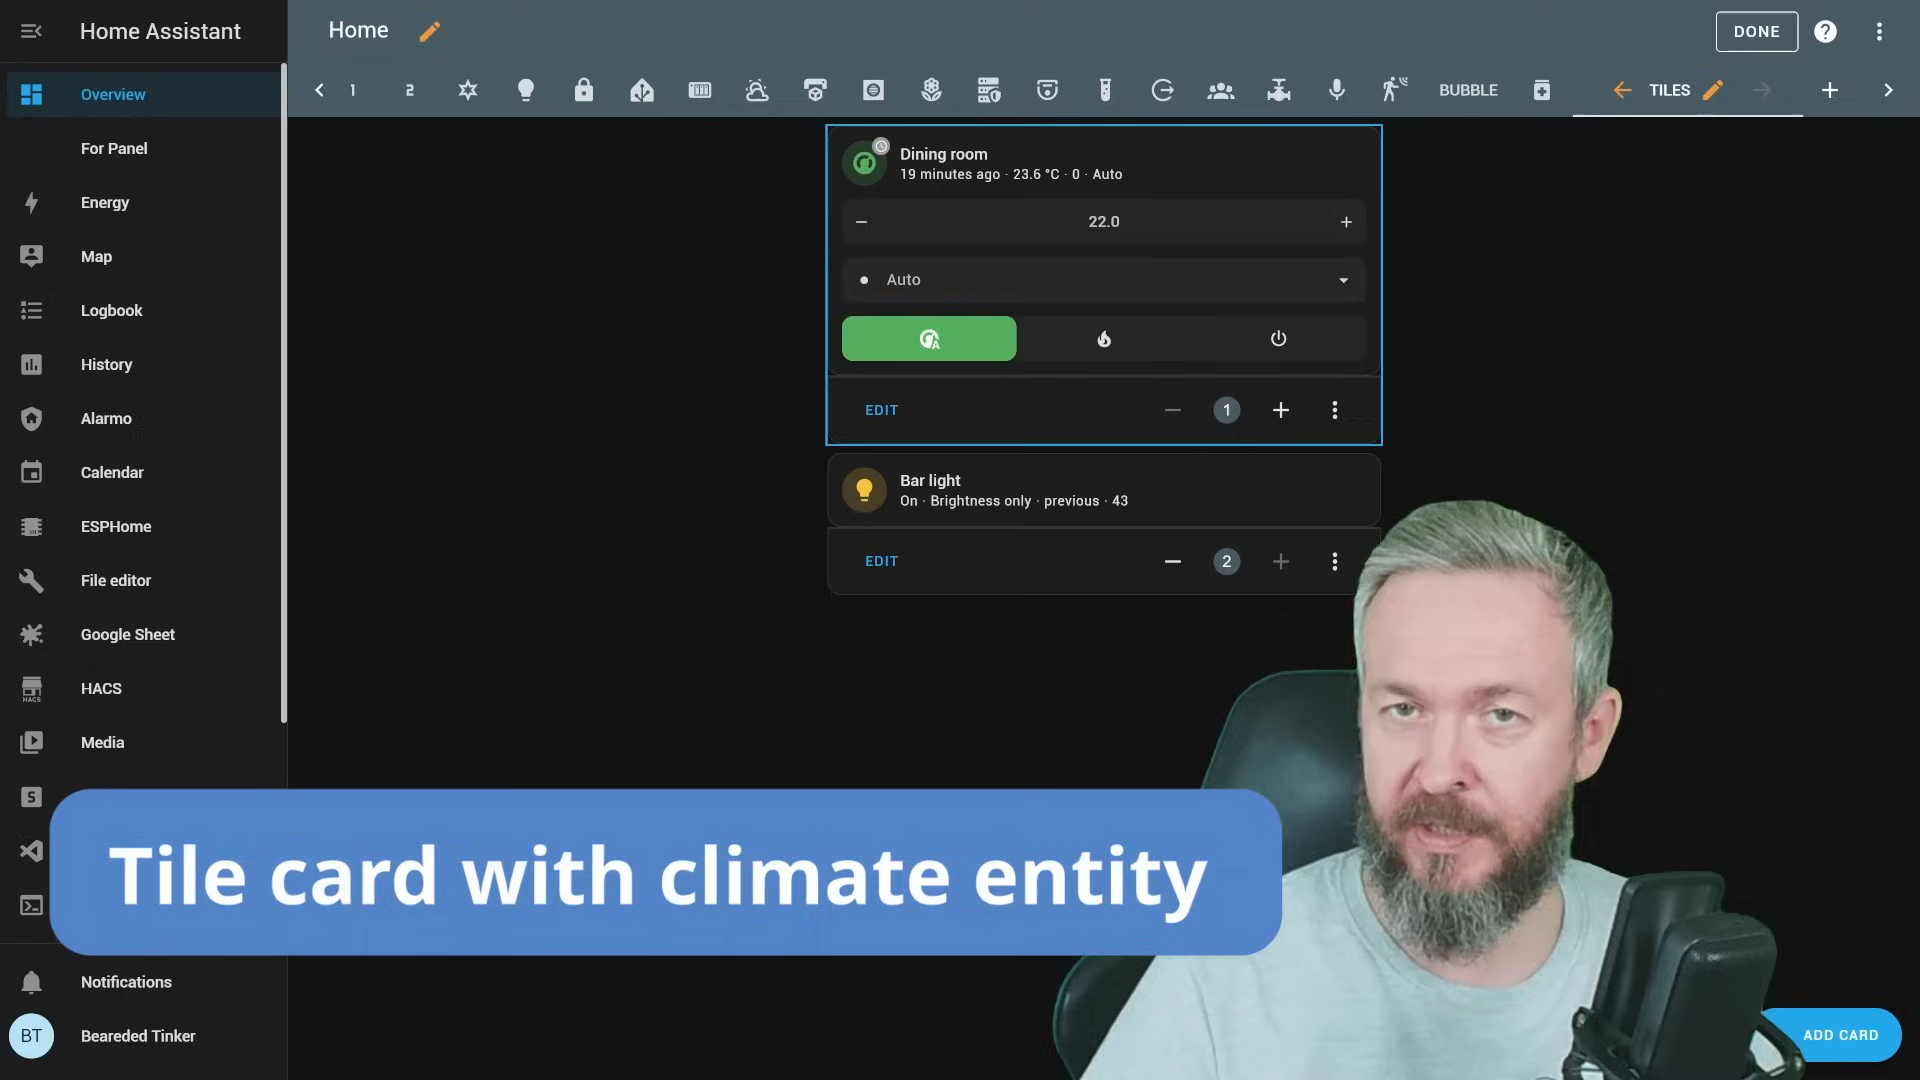 Home Assistant
Home
DONE
1
2
BUBBLE
TILES
Overview
For Panel
Energy
Map
Logbook
History
Alarmo
Calendar
ESPHome
File editor
Google Sheet
HACS
HACS
Media
S
Notifications
BT
Bearded Tinker
Dining room
19 minutes ago · 23.6 °C · 0 · Auto
22.0
Auto
A
EDIT
1
Bar light
On · Brightness only · previous · 43
EDIT
2
Tile card with climate entity
ADD CARD